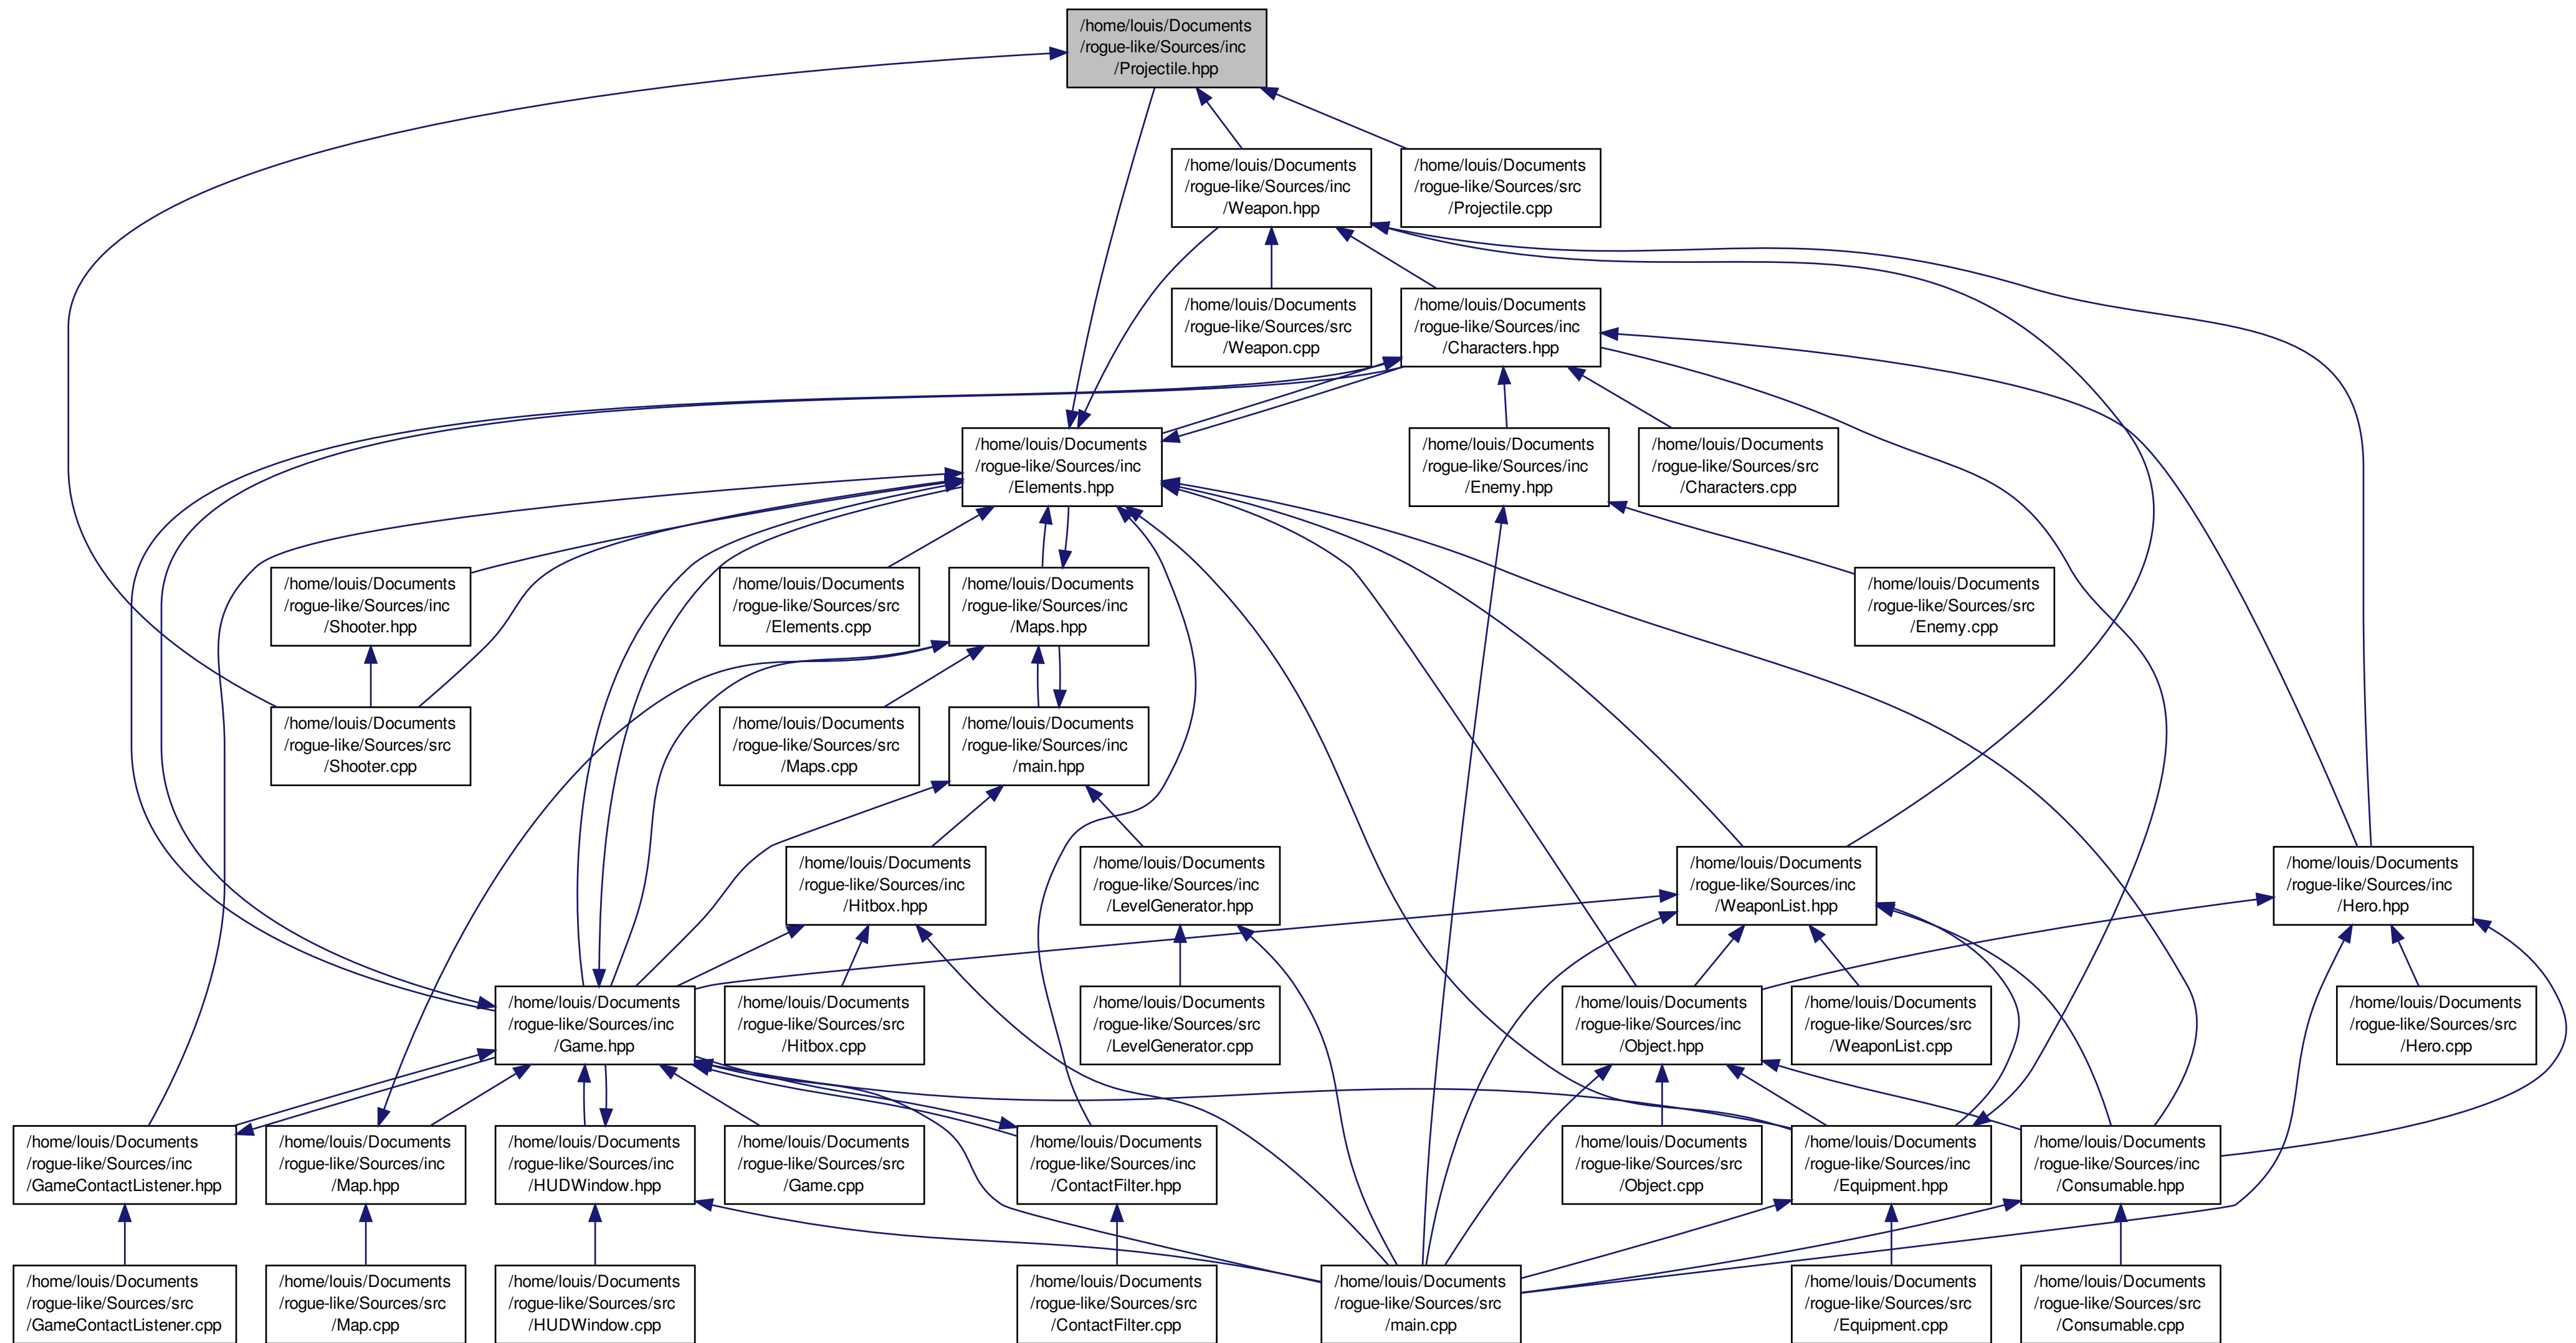 /home/louis/Documents
/rogue-like/Sources/inc
/Projectile.hpp
/home/louis/Documents
/rogue-like/Sources/inc
/Weapon.hpp
/home/louis/Documents
/rogue-like/Sources/src
/Projectile.cpp
/home/louis/Documents
/rogue-like/Sources/src
/Weapon.cpp
/home/louis/Documents
/rogue-like/Sources/inc
/Characters.hpp
/home/louis/Documents
/rogue-like/Sources/inc
/Elements.hpp
/home/louis/Documents
/rogue-like/Sources/inc
/Enemy.hpp
/home/louis/Documents
/rogue-like/Sources/src
/Characters.cpp
/home/louis/Documents
/rogue-like/Sources/inc
/Shooter.hpp
/home/louis/Documents
/rogue-like/Sources/src
/Elements.cpp
/home/louis/Documents
/rogue-like/Sources/inc
/Maps.hpp
/home/louis/Documents
/rogue-like/Sources/src
/Enemy.cpp
/home/louis/Documents
/rogue-like/Sources/src
/Shooter.cpp
/home/louis/Documents
/rogue-like/Sources/src
/Maps.cpp
/home/louis/Documents
/rogue-like/Sources/inc
/main.hpp
/home/louis/Documents
/rogue-like/Sources/inc
/Hitbox.hpp
/home/louis/Documents
/rogue-like/Sources/inc
/LevelGenerator.hpp
/home/louis/Documents
/rogue-like/Sources/inc
/WeaponList.hpp
/home/louis/Documents
/rogue-like/Sources/inc
/Hero.hpp
/home/louis/Documents
/rogue-like/Sources/inc
/Game.hpp
/home/louis/Documents
/rogue-like/Sources/src
/Hitbox.cpp
/home/louis/Documents
/rogue-like/Sources/src
/LevelGenerator.cpp
/home/louis/Documents
/rogue-like/Sources/inc
/Object.hpp
/home/louis/Documents
/rogue-like/Sources/src
/WeaponList.cpp
/home/louis/Documents
/rogue-like/Sources/src
/Hero.cpp
/home/louis/Documents
/rogue-like/Sources/inc
/GameContactListener.hpp
/home/louis/Documents
/rogue-like/Sources/inc
/Map.hpp
/home/louis/Documents
/rogue-like/Sources/inc
/HUDWindow.hpp
/home/louis/Documents
/rogue-like/Sources/src
/Game.cpp
/home/louis/Documents
/rogue-like/Sources/inc
/ContactFilter.hpp
/home/louis/Documents
/rogue-like/Sources/src
/Object.cpp
/home/louis/Documents
/rogue-like/Sources/inc
/Equipment.hpp
/home/louis/Documents
/rogue-like/Sources/inc
/Consumable.hpp
/home/louis/Documents
/rogue-like/Sources/src
/GameContactListener.cpp
/home/louis/Documents
/rogue-like/Sources/src
/Map.cpp
/home/louis/Documents
/rogue-like/Sources/src
/HUDWindow.cpp
/home/louis/Documents
/rogue-like/Sources/src
/ContactFilter.cpp
/home/louis/Documents
/rogue-like/Sources/src
/main.cpp
/home/louis/Documents
/rogue-like/Sources/src
/Equipment.cpp
/home/louis/Documents
/rogue-like/Sources/src
/Consumable.cpp